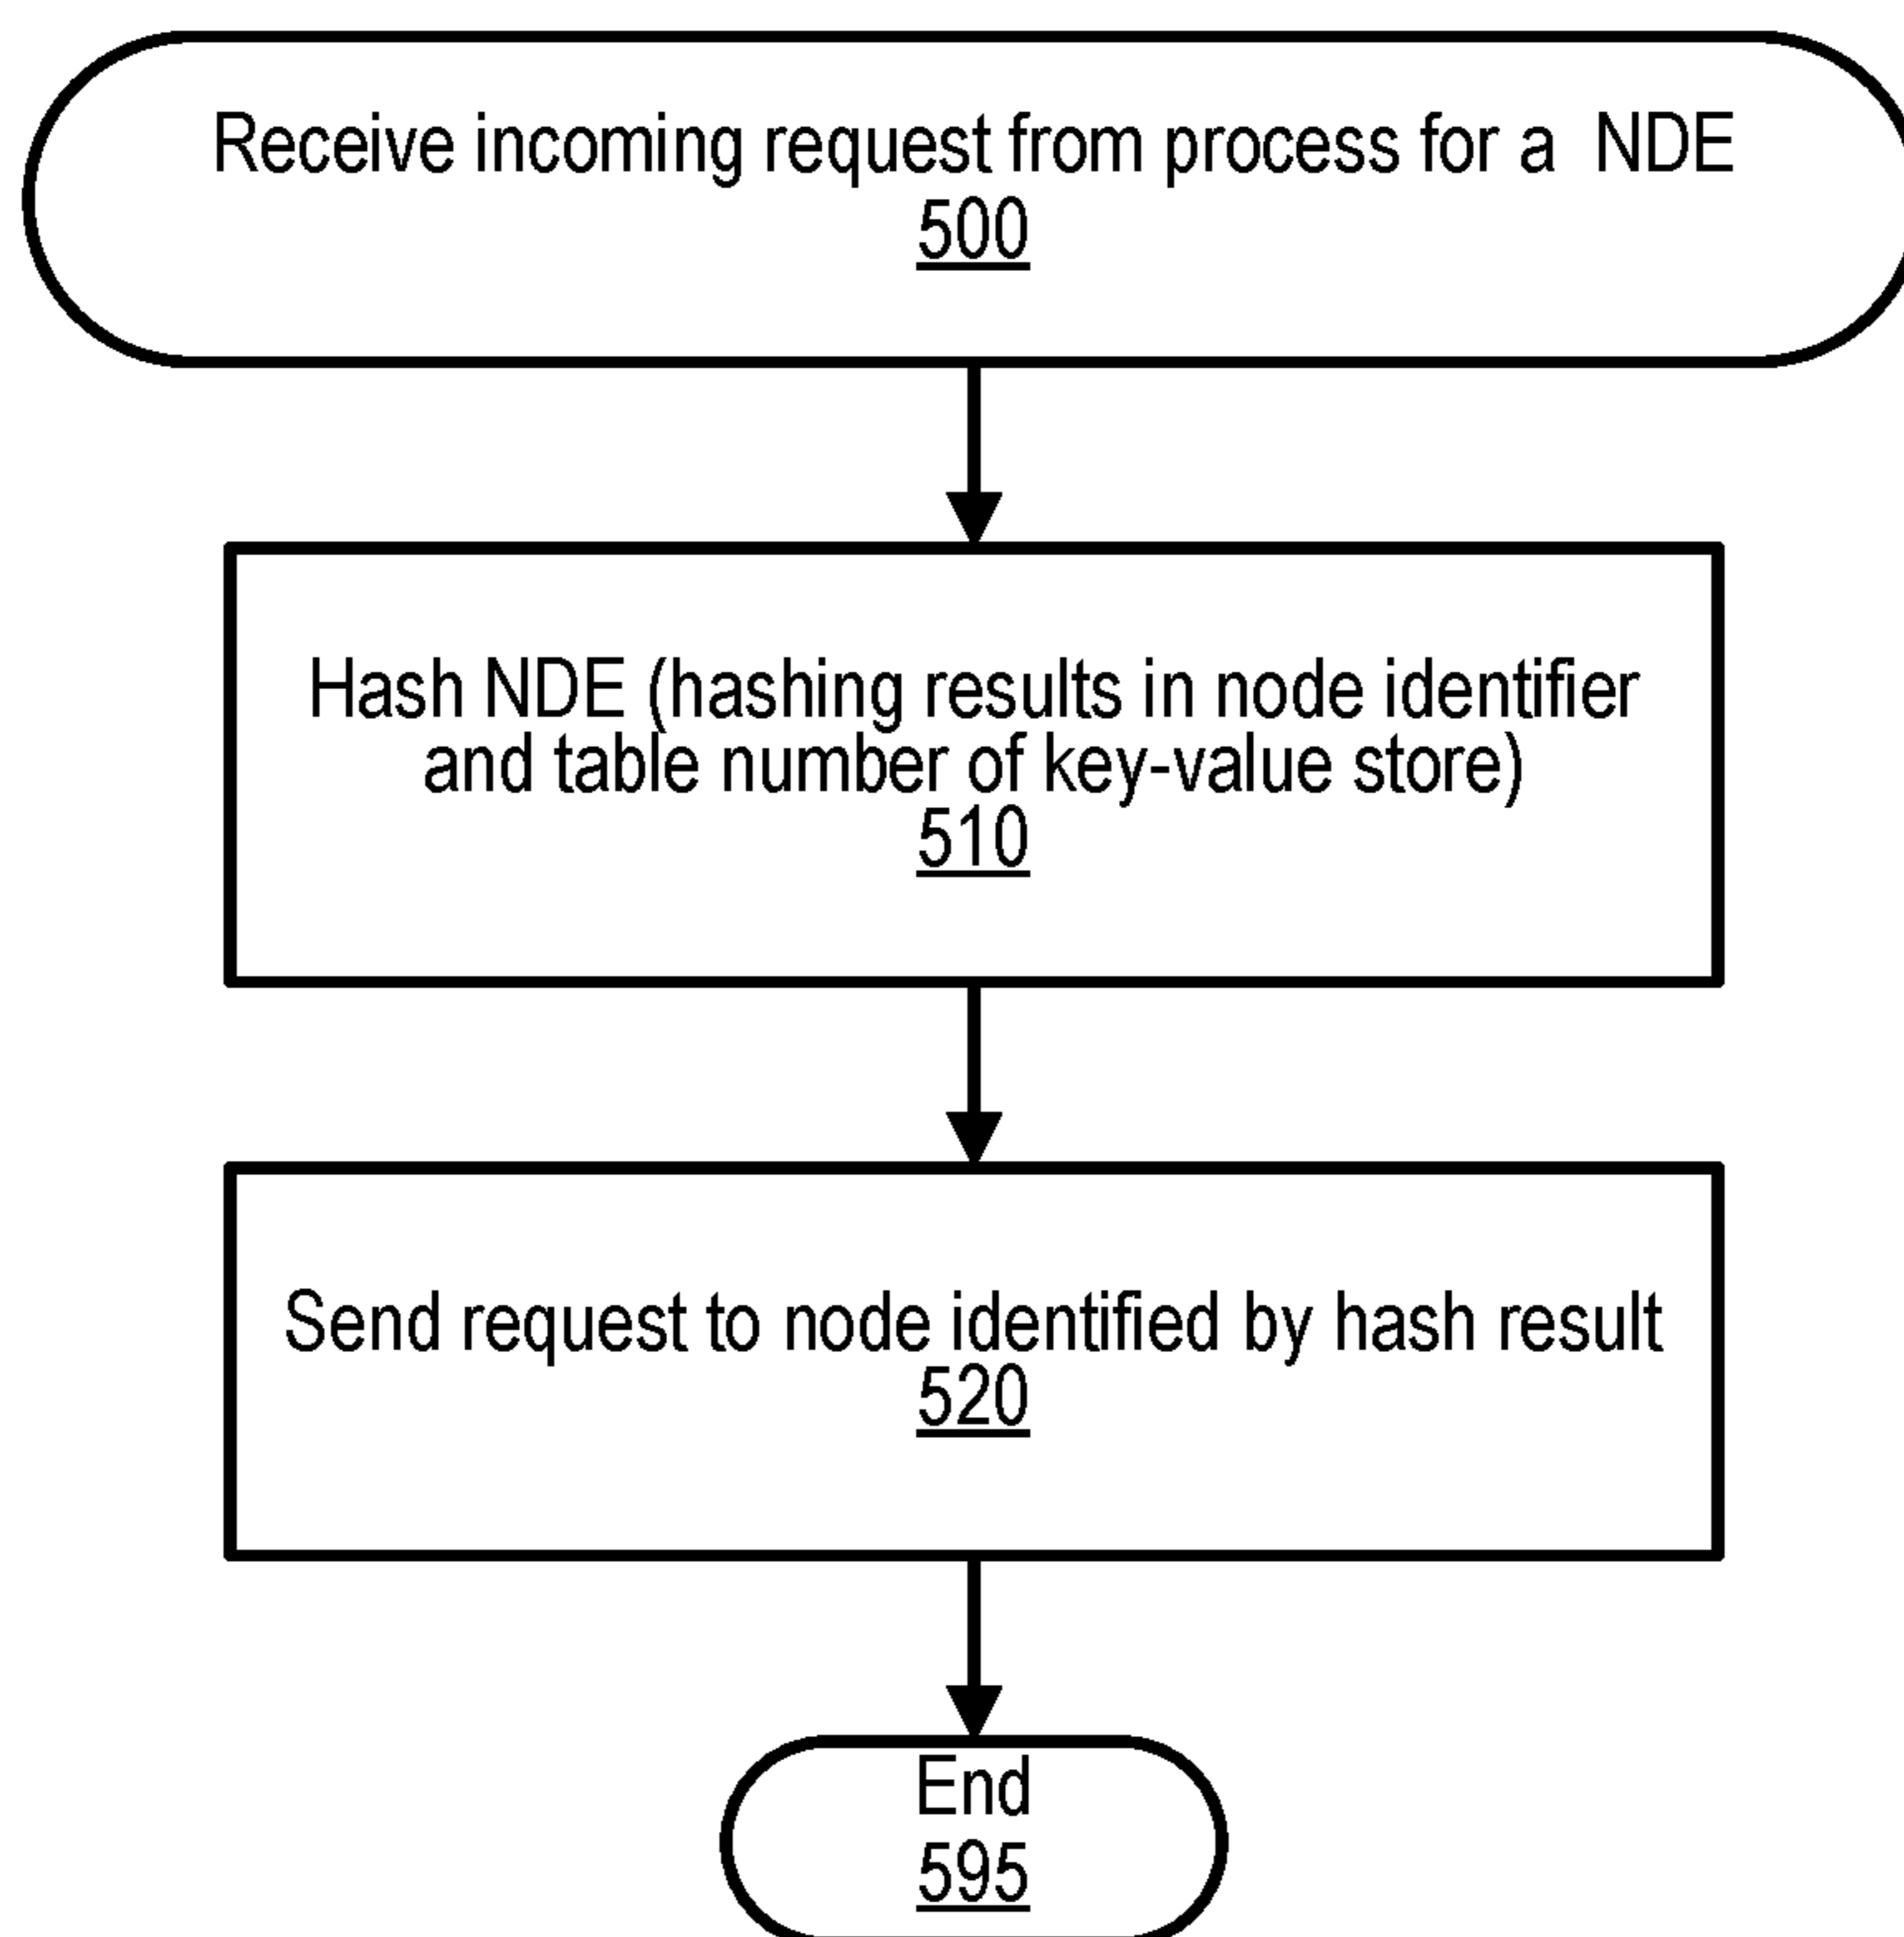 Receive incoming request from process for a NDE
500
Hash NDE (hashing results in node identifier
and table number of key-value store)
510
Send request to node identified by hash result
520
End
595